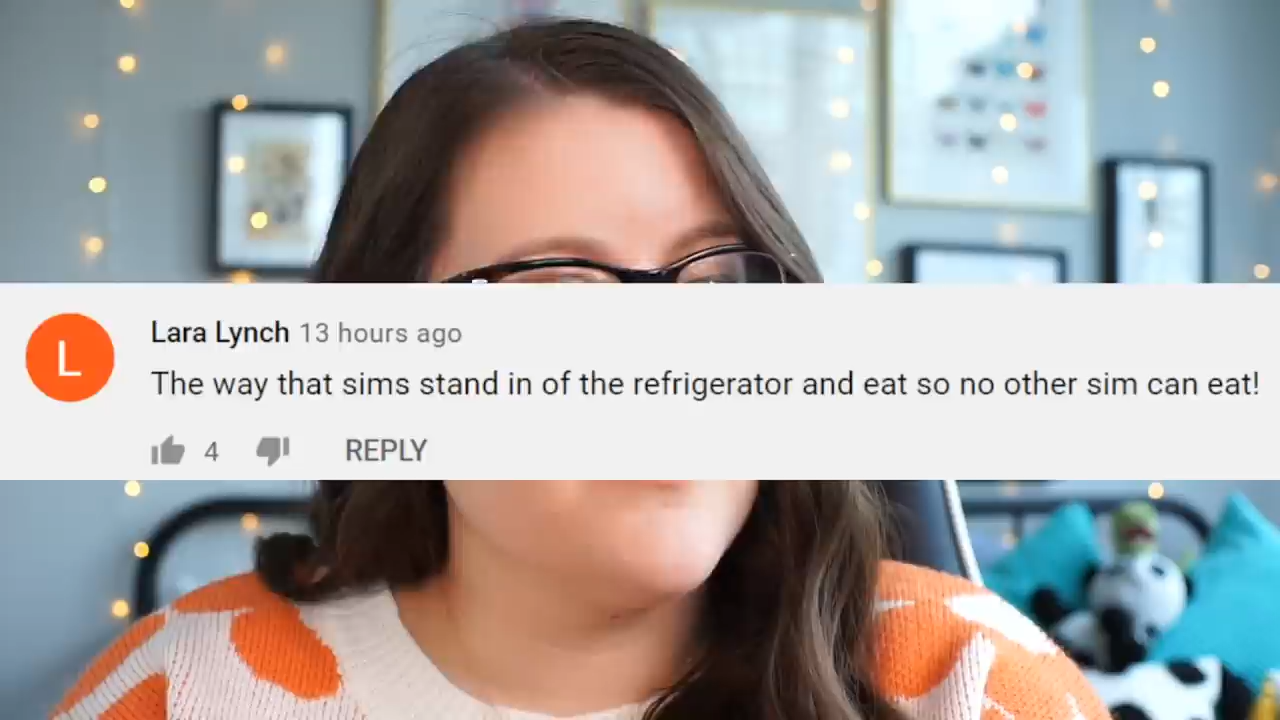 L
Lara Lynch 13 hours ago
The way that sims stand in of the refrigerator and eat so no other sim can eat!
4 REPLY